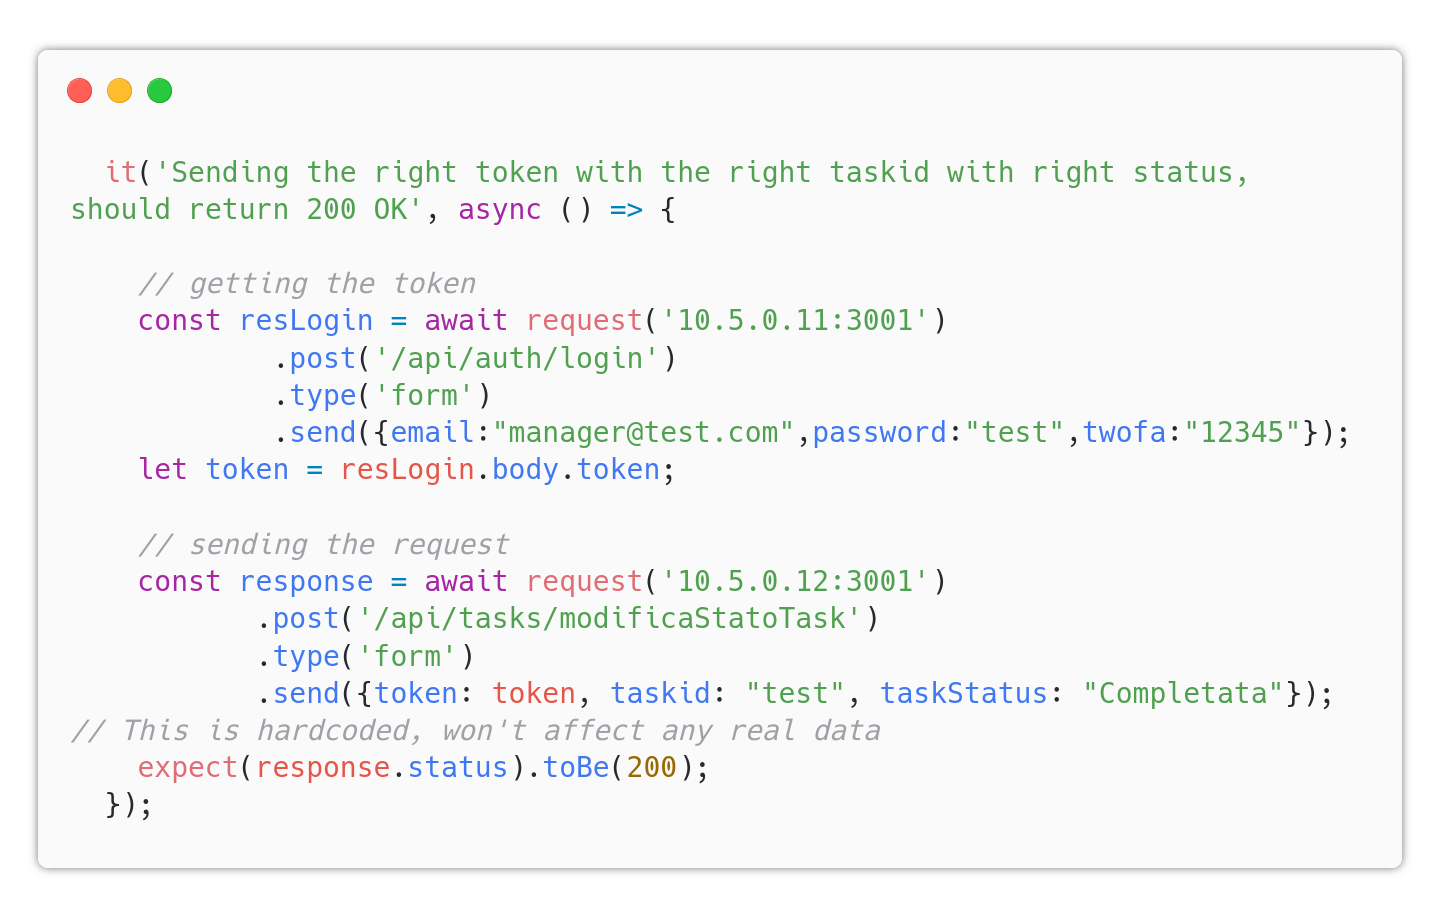 it('Sending the right token with the right taskid with right status,
should return 200 OK', async () => {
// getting the token
const resLogin = await request('10.5.0.11:3001')
.post('/api/auth/login')
.type('form')
.send({email:"manager@test.com",password:"test",twofa:"12345"});
let token = resLogin.body.token;
// sending the request
const response = await request('10.5.0.12:3001')
.post('/api/tasks/modificaStatoTask')
.type('form')
.send({token: token, taskid: "test", taskStatus: "Completata"});
// This is hardcoded, won't affect any real data
expect(response.status).toBe(200);
});